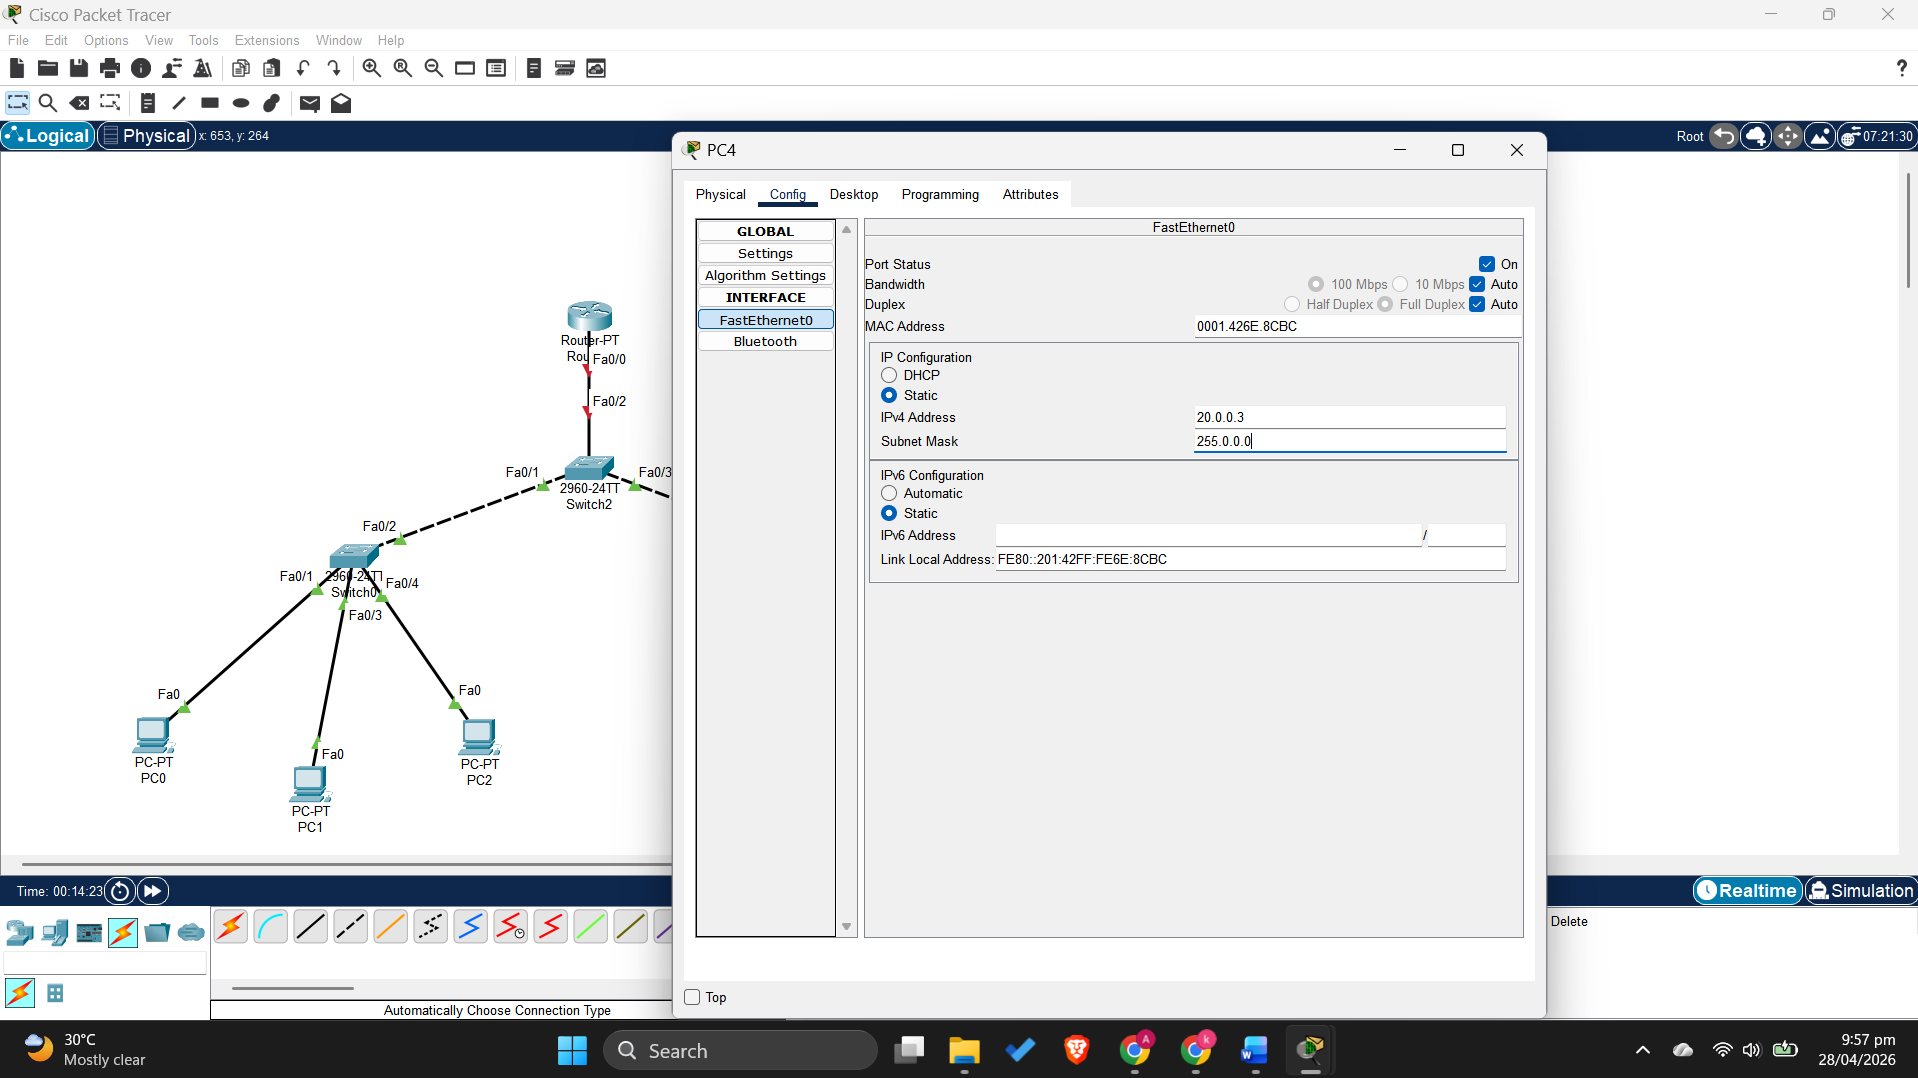 Cisco Packet Tracer
File Edit Options View Tools Extensions Window Help
?
Logical Physical x: 653, y: 264
Root 07:21:30
Router-PT
Rou
Fa0/0
Fa0/2
Fa0/1
Fa0/3
2960-24TT
Switch2
Fa0/2
Fa0/1
2960-24TT
Fa0/4
Switch0
Fa0/3
Fa0
Fa0
Fa0
PC-PT
PC0
PC-PT
PC2
PC-PT
PC1
PC4
Physical Config Desktop Programming Attributes
GLOBAL
Settings
Algorithm Settings
INTERFACE
FastEthernet0
Bluetooth
FastEthernet0
Port Status On
Bandwidth 100 Mbps 10 Mbps Auto
Duplex Half Duplex Full Duplex Auto
MAC Address 0001.426E.8CBC
IP Configuration
DHCP
Static
IPv4 Address 20.0.0.3
Subnet Mask 255.0.0.0
IPv6 Configuration
Automatic
Static
IPv6 Address /
Link Local Address: FE80::201:42FF:FE6E:8CBC
Top
Time: 00:14:23
Realtime Simulation
Delete
Automatically Choose Connection Type
30°C
Mostly clear
Search
A
k
9:57 pm
28/04/2026